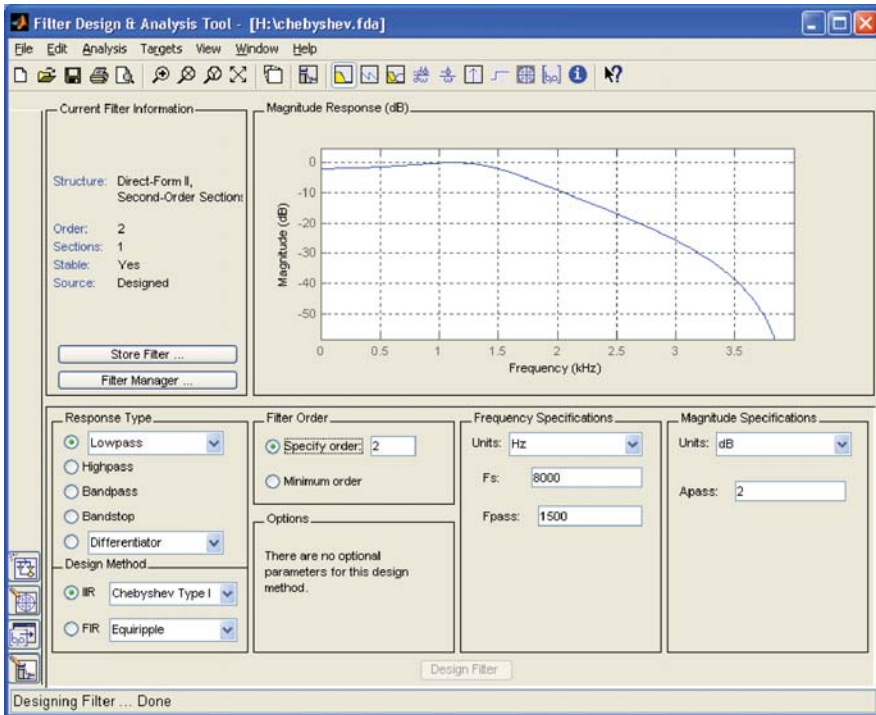 Filter Design & Analysis Tool - [H:\chebyshev.fda]
File Edit Analysis Targets View Window Help
Current Filter Information
Structure: Direct-Form II,
Second-Order Section
Order: 2
Sections: 1
Stable: Yes
Source: Designed
Store Filter ...
Filter Manager ...
Magnitude Response (dB)
Magnitude (dB)
0
-10
-20
-30
-40
-50
0 0.5 1 1.5 2 2.5 3 3.5
Frequency (kHz)
Response Type
Lowpass
Highpass
Bandpass
Bandstop
Differentiator
Design Method
IIR Chebyshev Type I
FIR Equiripple
Filter Order
Specify order: 2
Minimum order
Options
There are no optional
parameters for this design
method.
Frequency Specifications
Units: Hz
Fs: 8000
Fpass: 1500
Magnitude Specifications
Units: dB
Apass: 2
Design Filter
Designing Filter ... Done